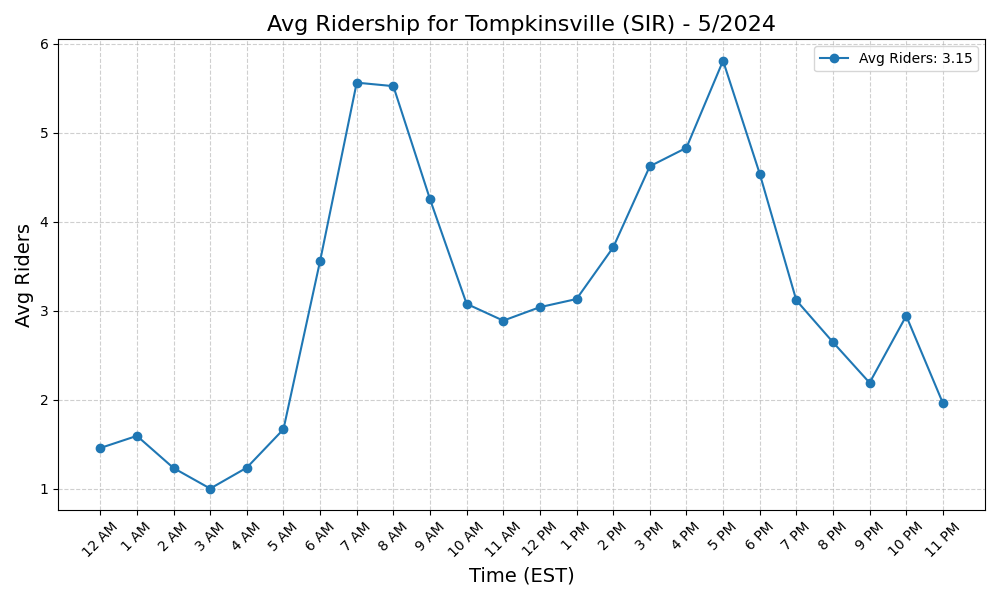 Avg Ridership for Tompkinsville (SIR) - 5/2024
Avg Riders: 3.15
Avg Riders
6
5
4
3
2
1
12 AM
1 AM
2 AM
3 AM
4 AM
5 AM
6 AM
7 AM
8 AM
9 AM
10 AM
11 AM
12 PM
1 PM
2 PM
3 PM
4 PM
5 PM
6 PM
7 PM
8 PM
9 PM
10 PM
11 PM
Time (EST)